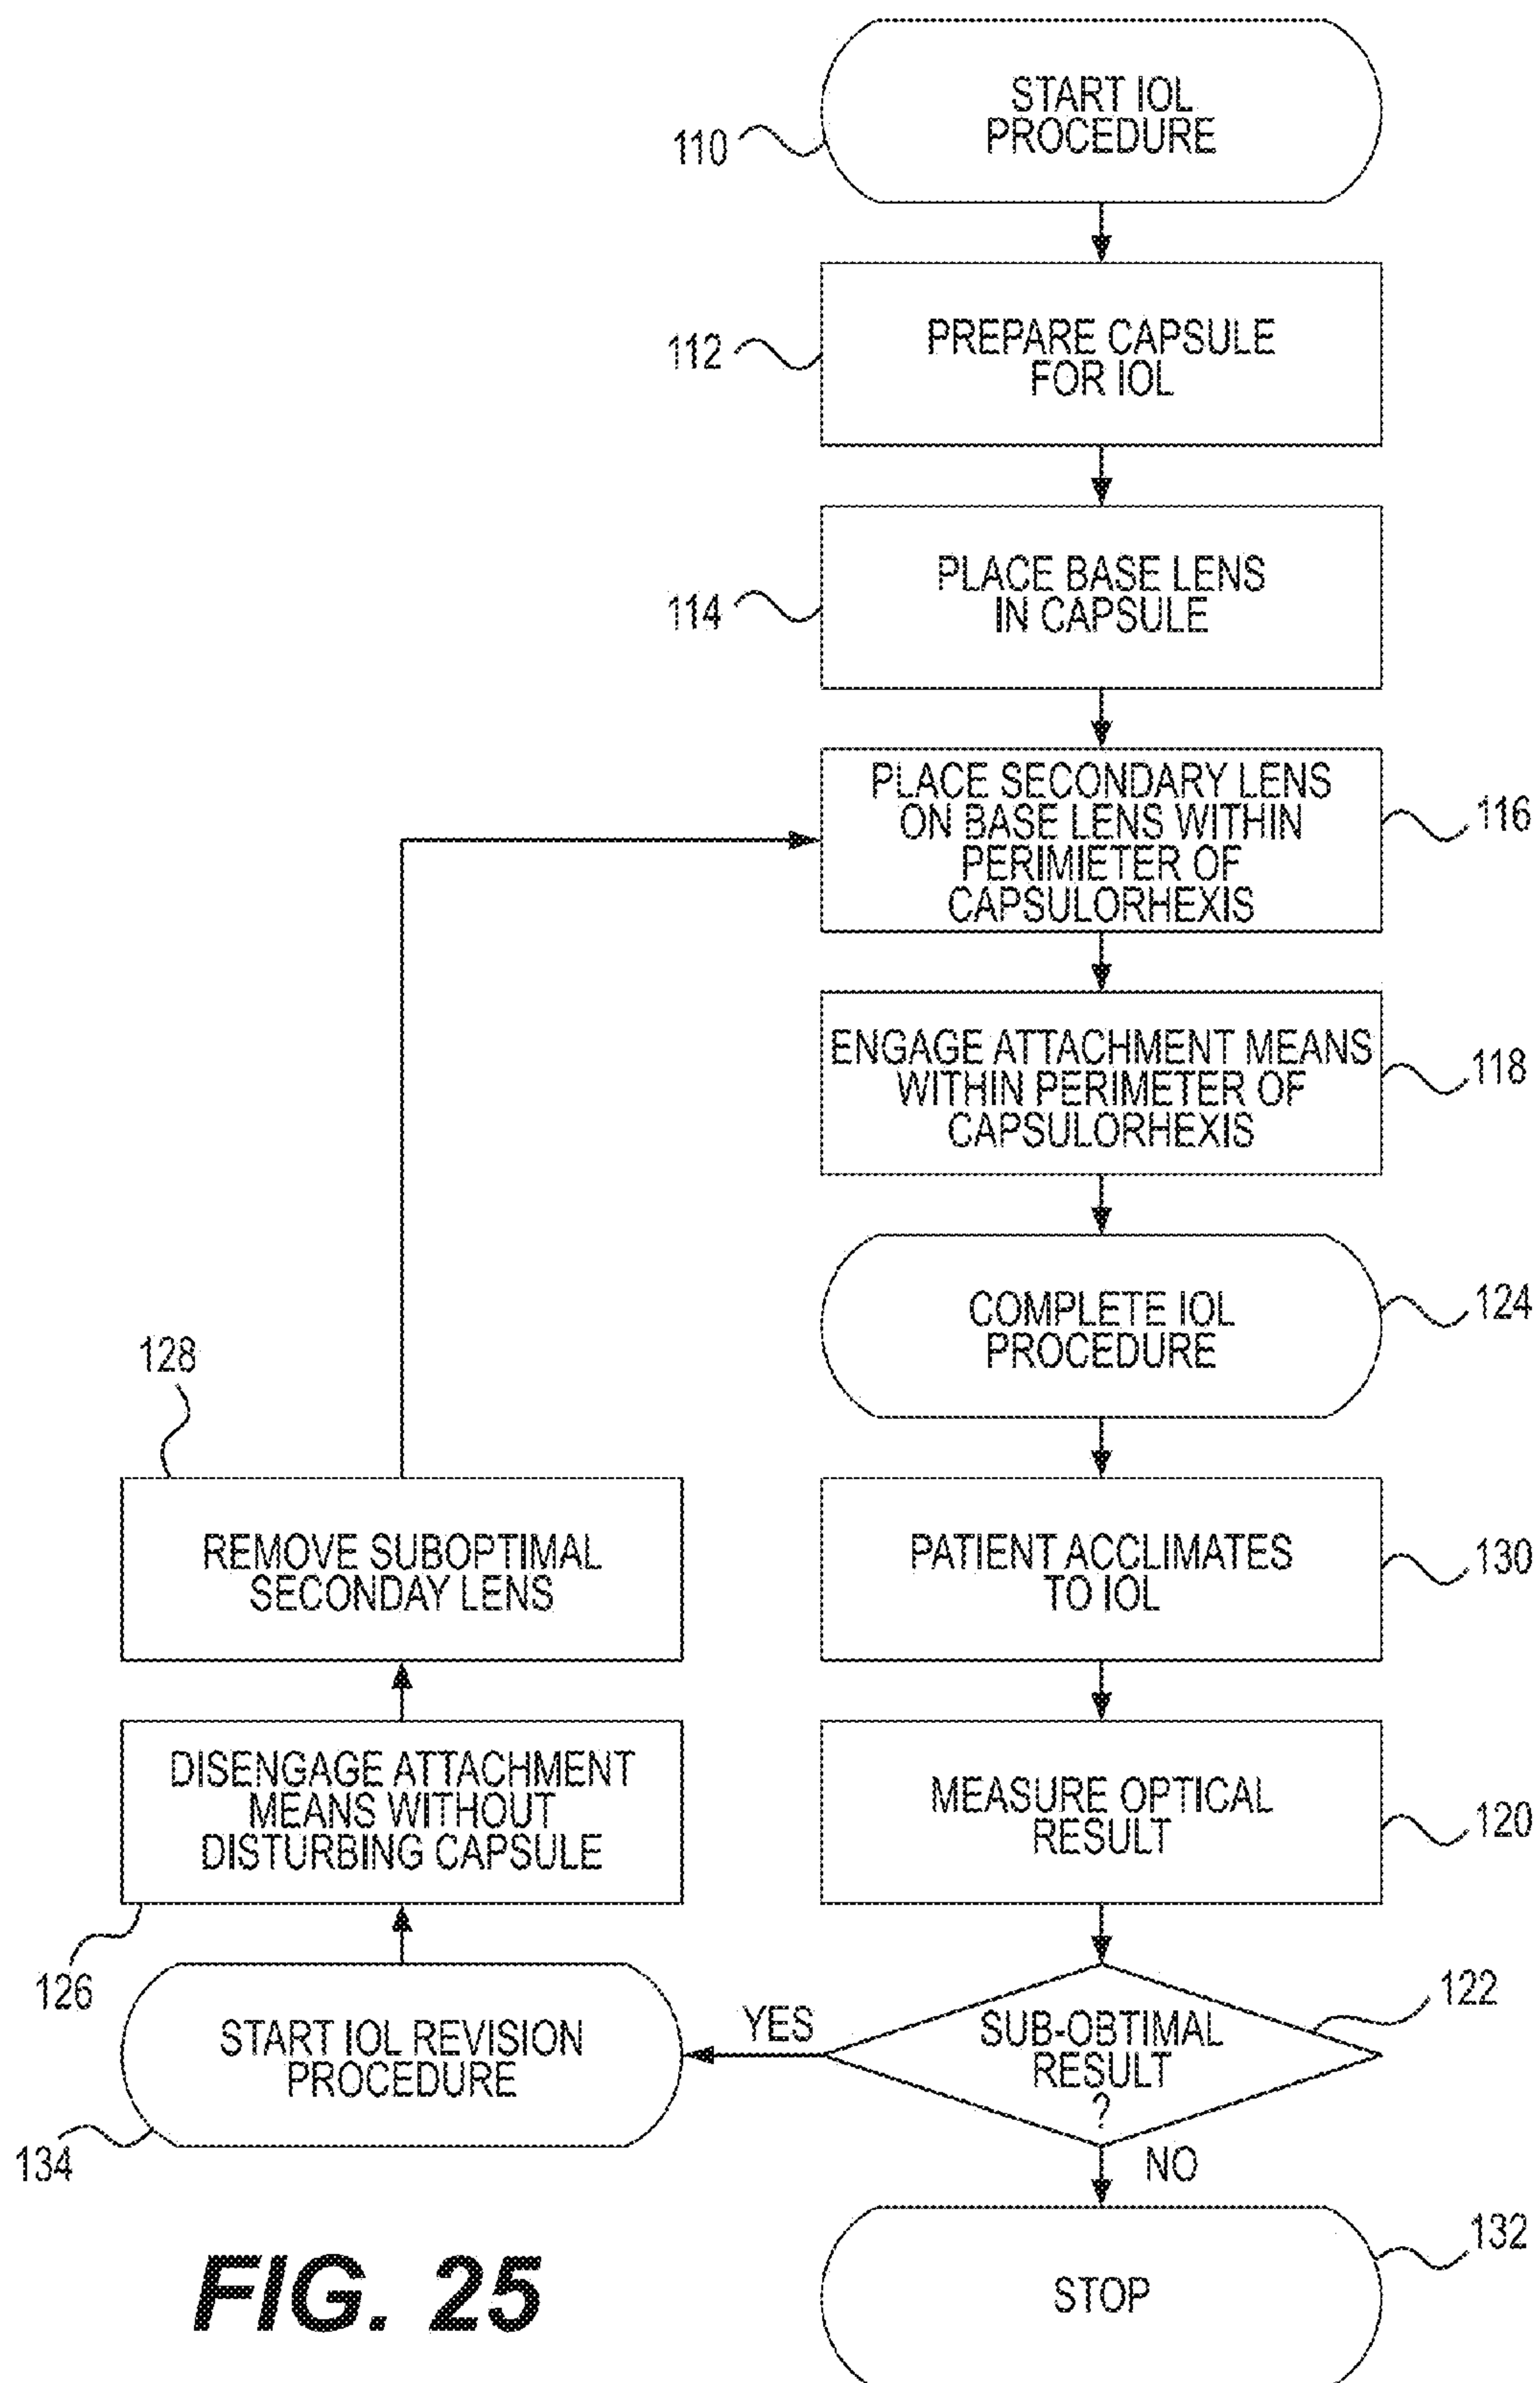 START IOL
PROCEDURE
110
PREPARE CAPSULE
FOR IOL
112
PLACE BASE LENS
IN CAPSULE
114
PLACE SECONDARY LENS
ON BASE LENS WITHIN
PERIMIETER OF
CAPSULORHEXIS
116
ENGAGE ATTACHMENT MEANS
WITHIN PERIMETER OF
CAPSULORHEXIS
118
COMPLETE IOL
PROCEDURE
124
128
REMOVE SUBOPTIMAL
SECONDAY LENS
PATIENT ACCLIMATES
TO IOL
130
DISENGAGE ATTACHMENT
MEANS WITHOUT
DISTURBING CAPSULE
126
MEASURE OPTICAL
RESULT
120
START IOL REVISION
PROCEDURE
134
YES
SUB-OBTIMAL
RESULT
?
122
NO
STOP
132
FIG. 25